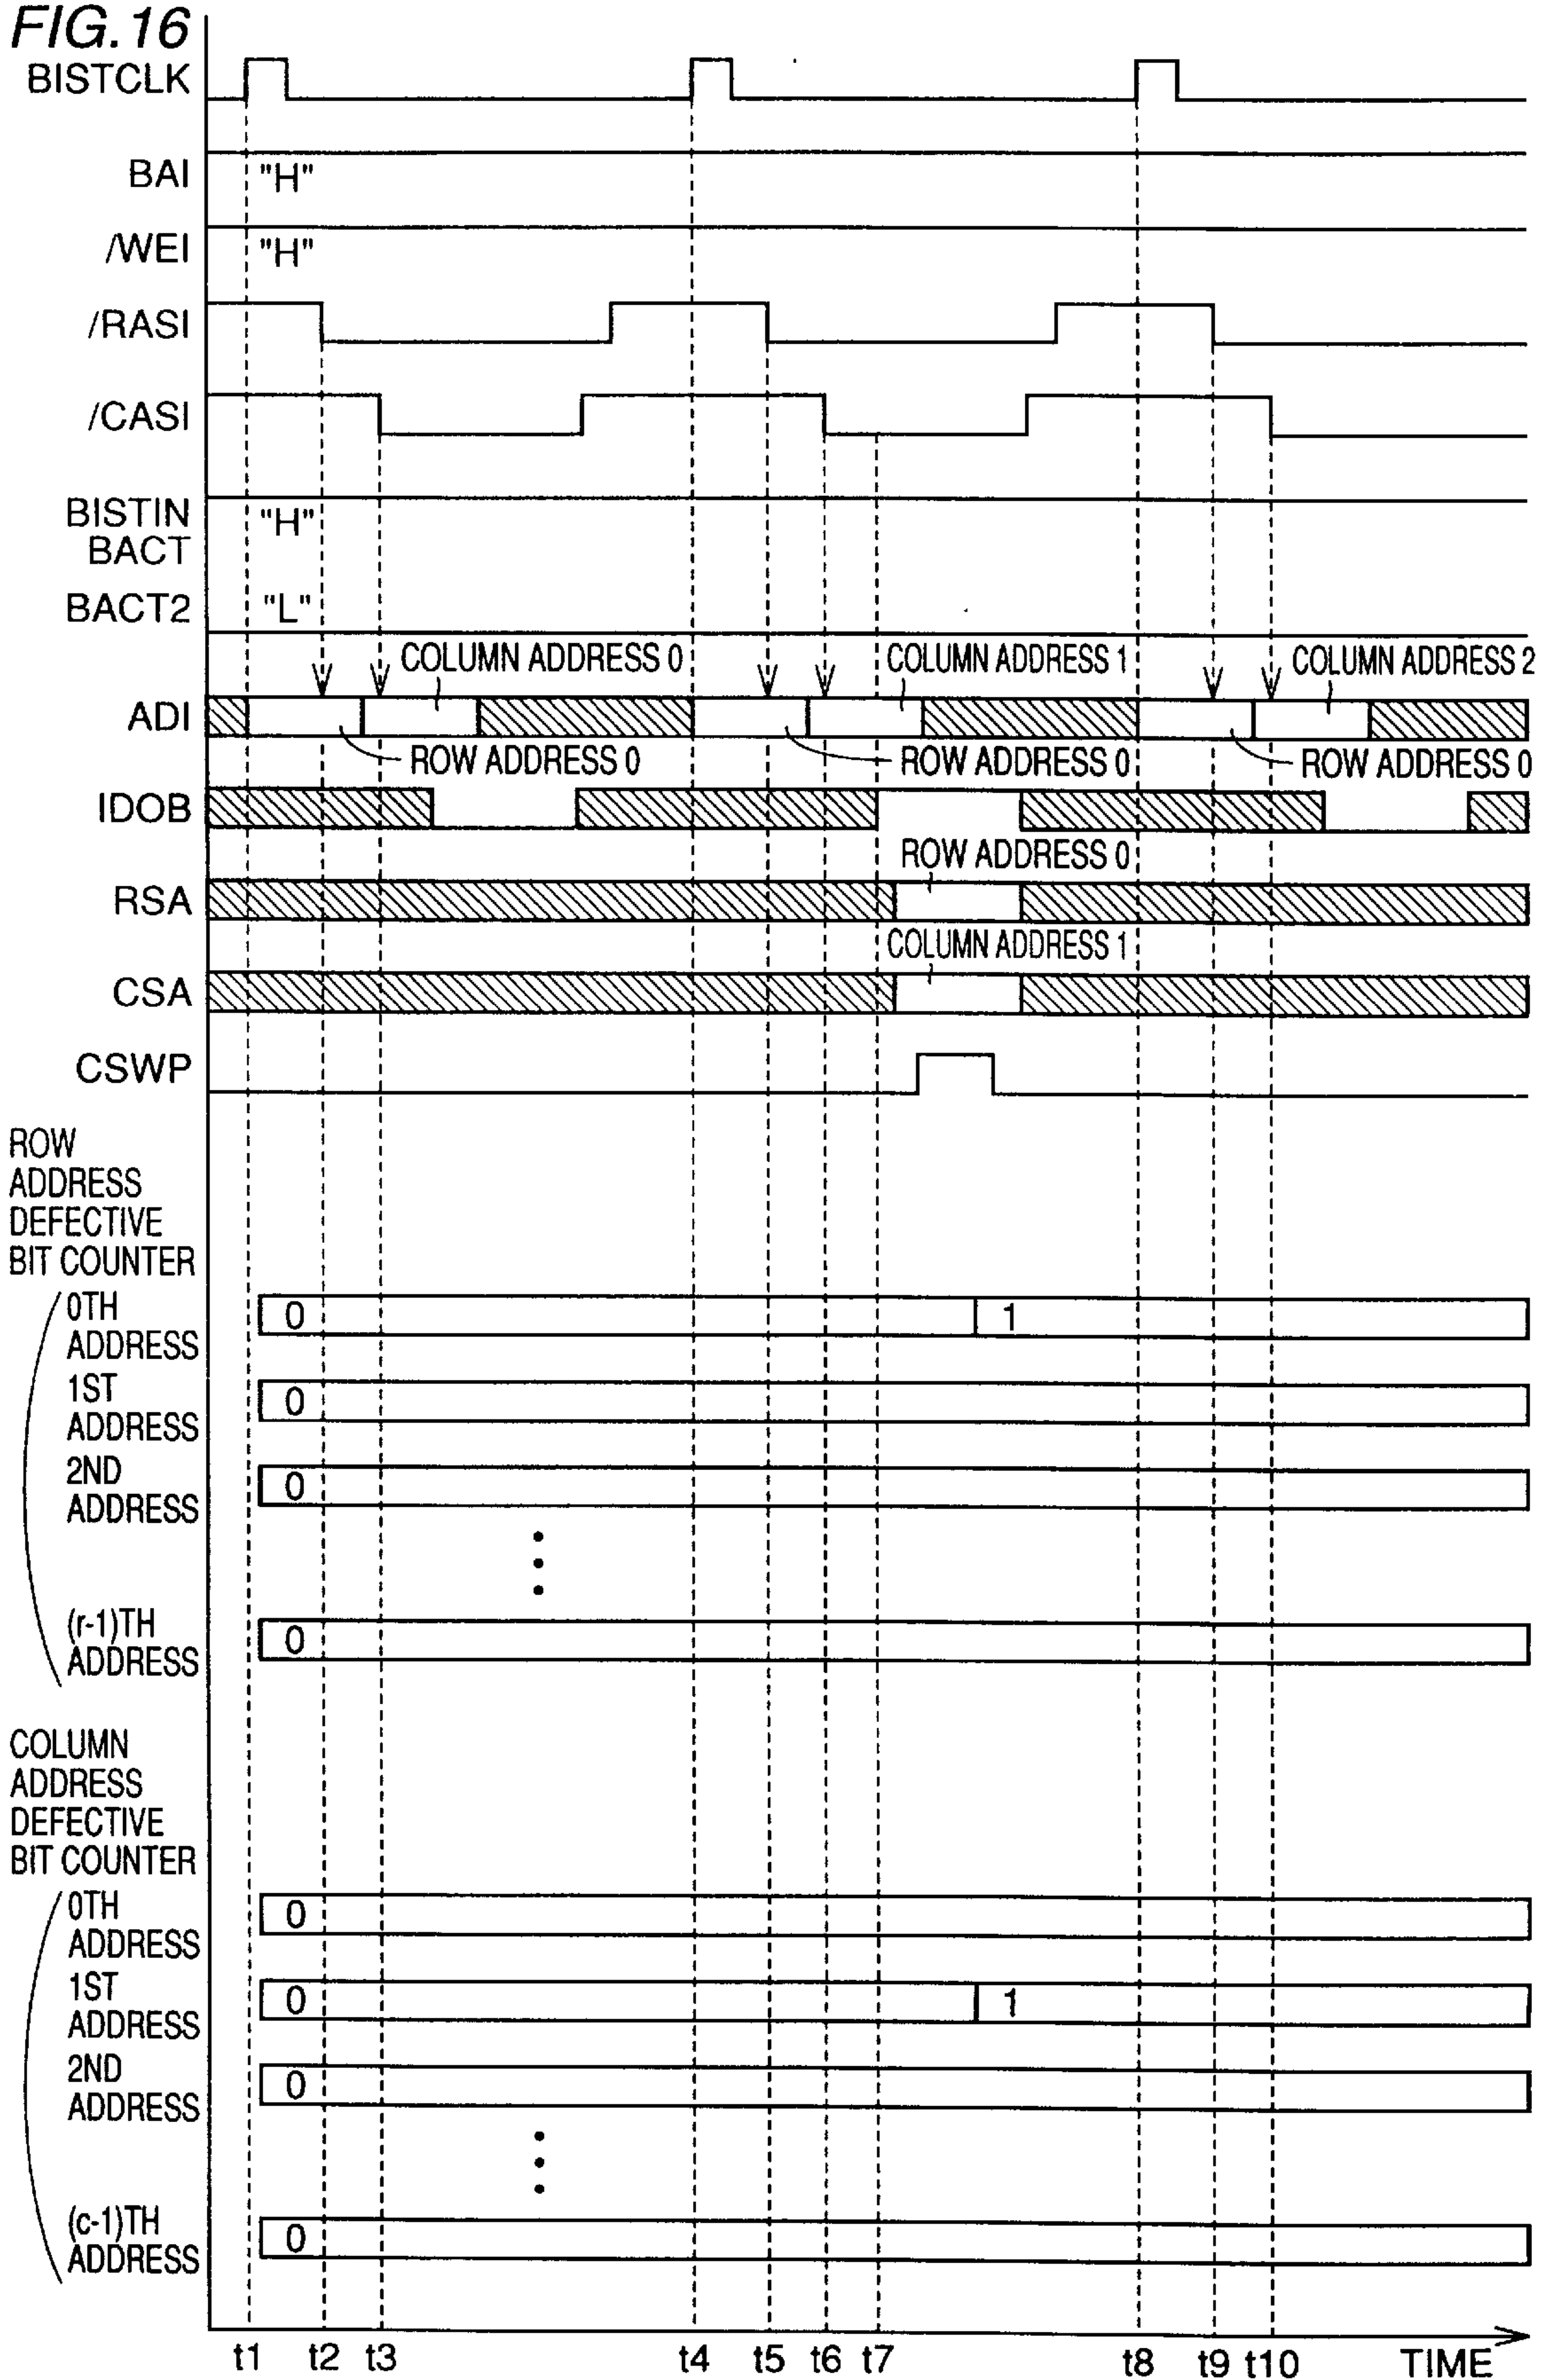 FIG.16
BISTCLK
BAI "H"
/WEI "H"
/RASI
/CASI
BISTIN
BACT "H"
BACT2 "L"
COLUMN ADDRESS 0 COLUMN ADDRESS 1 COLUMN ADDRESS 2
ADI
ROW ADDRESS 0 ROW ADDRESS 0 ROW ADDRESS 0
IDOB
ROW ADDRESS 0
RSA
COLUMN ADDRESS 1
CSA
CSWP
ROW
ADDRESS
DEFECTIVE
BIT COUNTER
0TH
ADDRESS 0 1
1ST
ADDRESS 0
2ND
ADDRESS 0
(r-1)TH
ADDRESS 0
COLUMN
ADDRESS
DEFECTIVE
BIT COUNTER
0TH
ADDRESS 0
1ST
ADDRESS 0 1
2ND
ADDRESS 0
(c-1)TH
ADDRESS 0
t1 t2 t3 t4 t5 t6 t7 t8 t9 t10 TIME